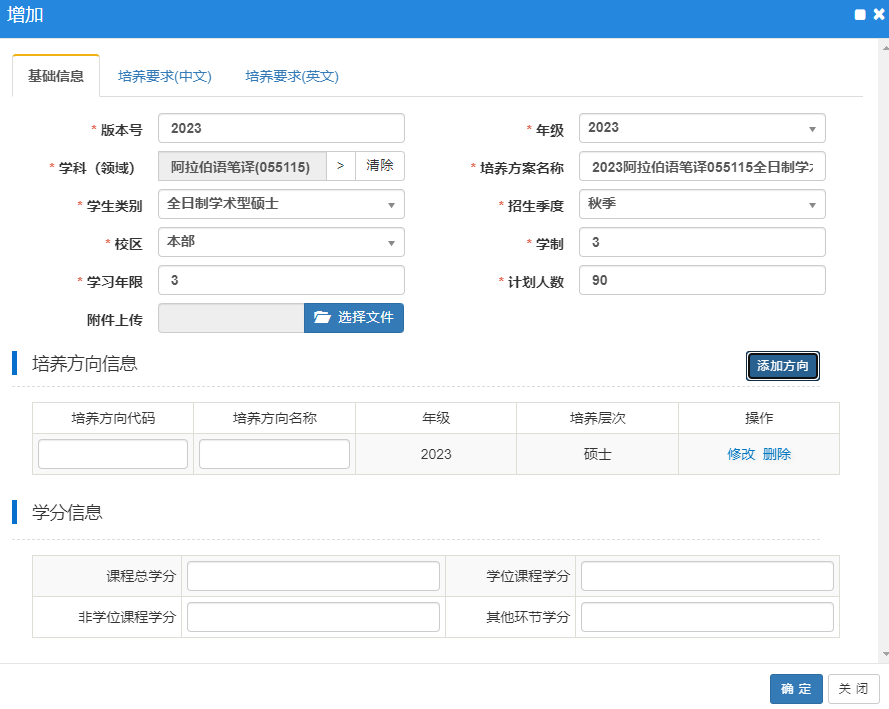 增加
基础信息 培养要求(中文) 培养要求(英文)
* 版本号 2023 * 年级 2023
* 学科（领域） 阿拉伯语笔译(055115) > 清除 * 培养方案名称 2023阿拉伯语笔译055115全日制学
* 学生类别 全日制学术型硕士 * 招生季度 秋季
* 校区 本部 * 学制 3
* 学习年限 3 * 计划人数 90
附件上传 选择文件
培养方向信息 添加方向
培养方向代码 培养方向名称 年级 培养层次 操作
2023 硕士 修改 删除
学分信息
课程总学分 学位课程学分
非学位课程学分 其他环节学分
确 定 关 闭